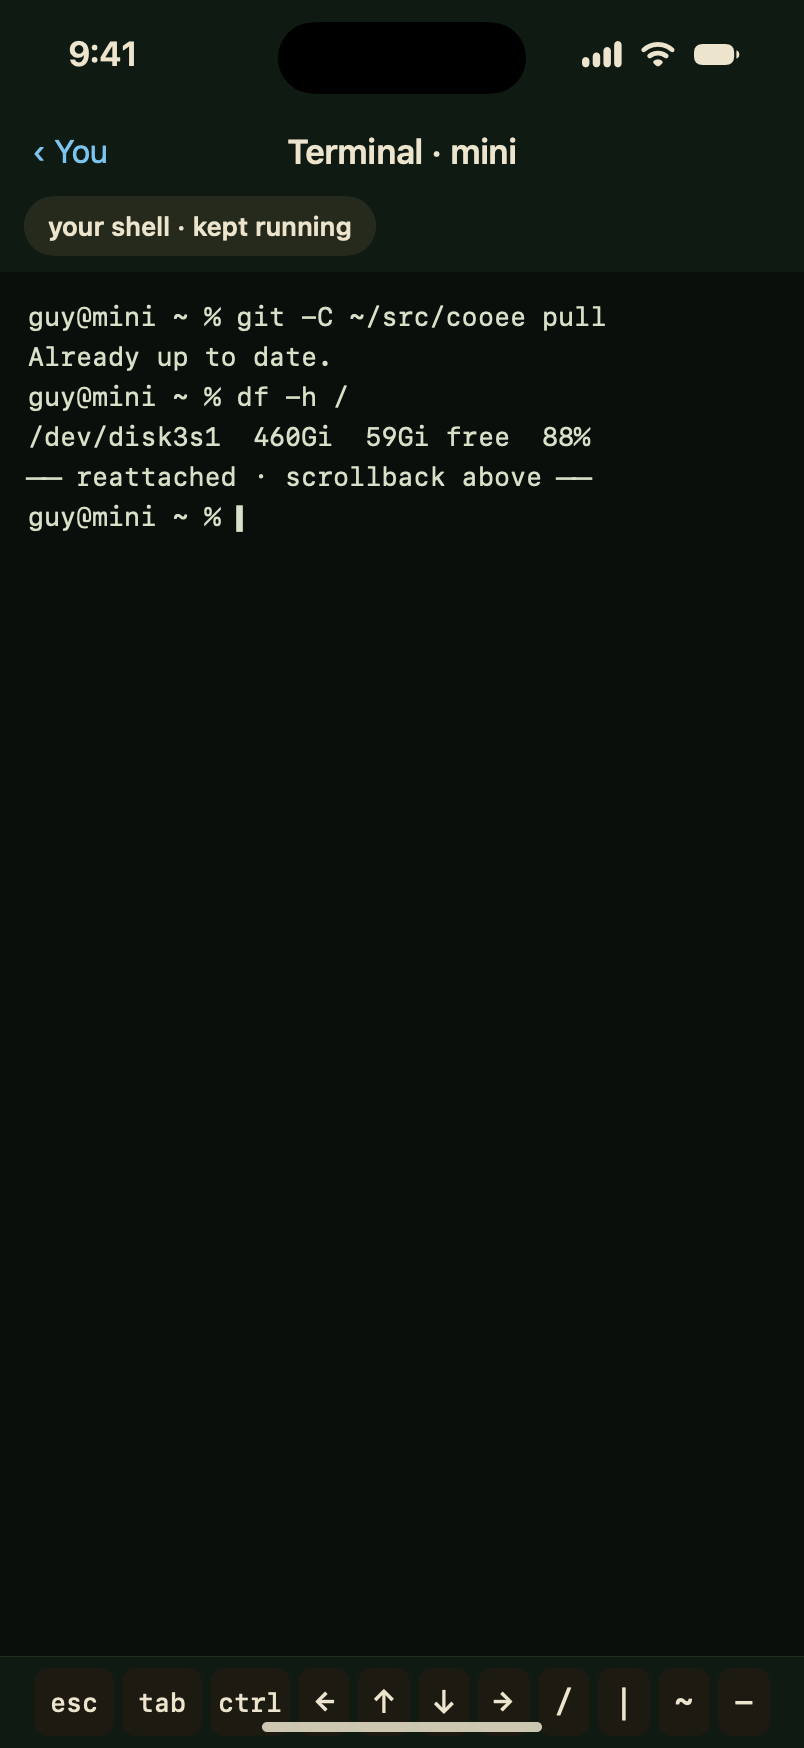 9:41
‹ You
Terminal · mini
your shell · kept running
guy@mini ~ % git -C ~/src/cooee pull
Already up to date.
guy@mini ~ % df -h /
/dev/disk3s1  460Gi  59Gi free  88%
—— reattached · scrollback above ——
guy@mini ~ %
esc tab ctrl ← ↑ ↓ → / | ~ –